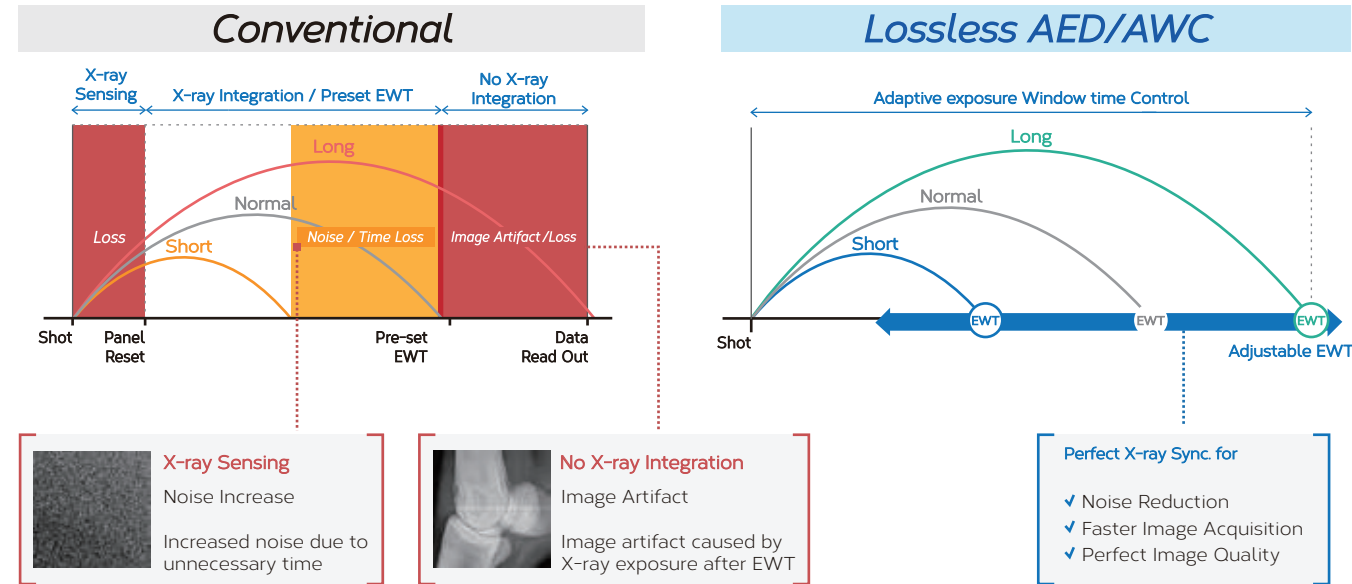 Conventional
X-ray
Sensing
X-ray Integration / Preset EWT
No X-ray
Integration
Long
Normal
Short
Loss
Noise / Time Loss
Image Artifact/Loss
Shot
Panel
Reset
Pre-set
EWT
Data
Read Out
X-ray Sensing
Noise Increase
Increased noise due to
unnecessary time
No X-ray Integration
Image Artifact
Image artifact caused by
X-ray exposure after EWT
Lossless AED/AWC
Adaptive exposure Window time Control
Long
Normal
Short
EWT
EWT
EWT
Shot
Adjustable EWT
Perfect X-ray Sync. for
✓ Noise Reduction
✓ Faster Image Acquisition
✓ Perfect Image Quality